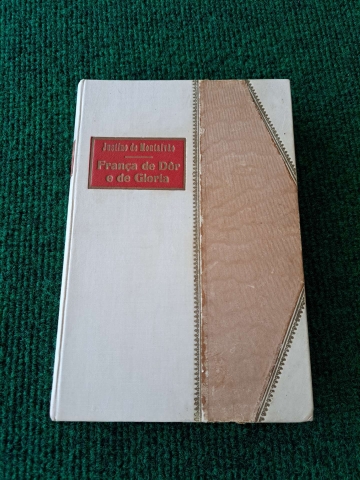 Justino de Montalvão
França de Dôr
e de Gloria